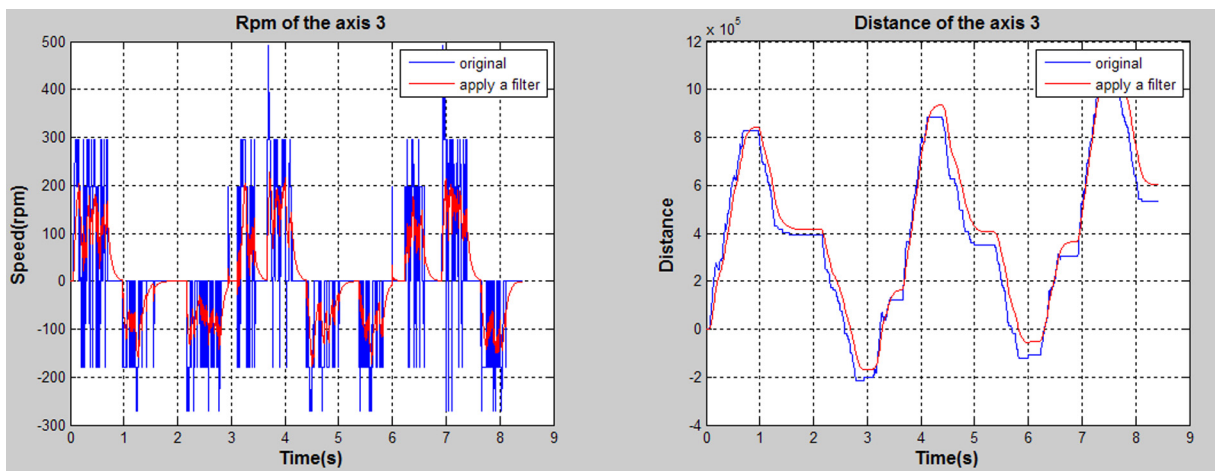 Rpm of the axis 3
500
400
300
200
100
0
-100
-200
-300
0 1 2 3 4 5 6 7 8 9
Speed(rpm)
Time(s)
original
apply a filter
Distance of the axis 3
x 10^5
12
10
8
6
4
2
0
-2
-4
0 1 2 3 4 5 6 7 8 9
Distance
Time(s)
original
apply a filter